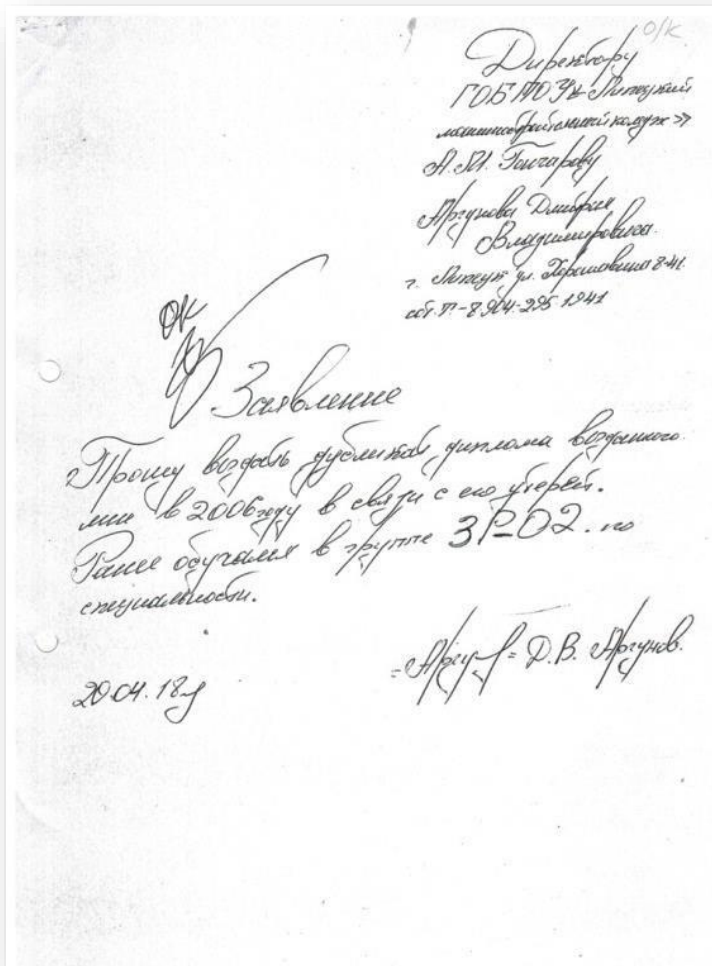 О/К
Директору
ГОБПОУ «Липецкий
машиностроительный колледж»
А.М. Гончарову
Аргунова Дмитрия
Владимировича.
г. Липецк ул. 8-41.
сот. т. - 8.904-295-1941
ОК
Заявление
Прошу выдать дубликат диплома выданного
мне в 2006 году в связи с его утерей.
Ранее обучался в группе ЗР-02. по
специальности.
20.04.18г
Д.В. Аргунов.